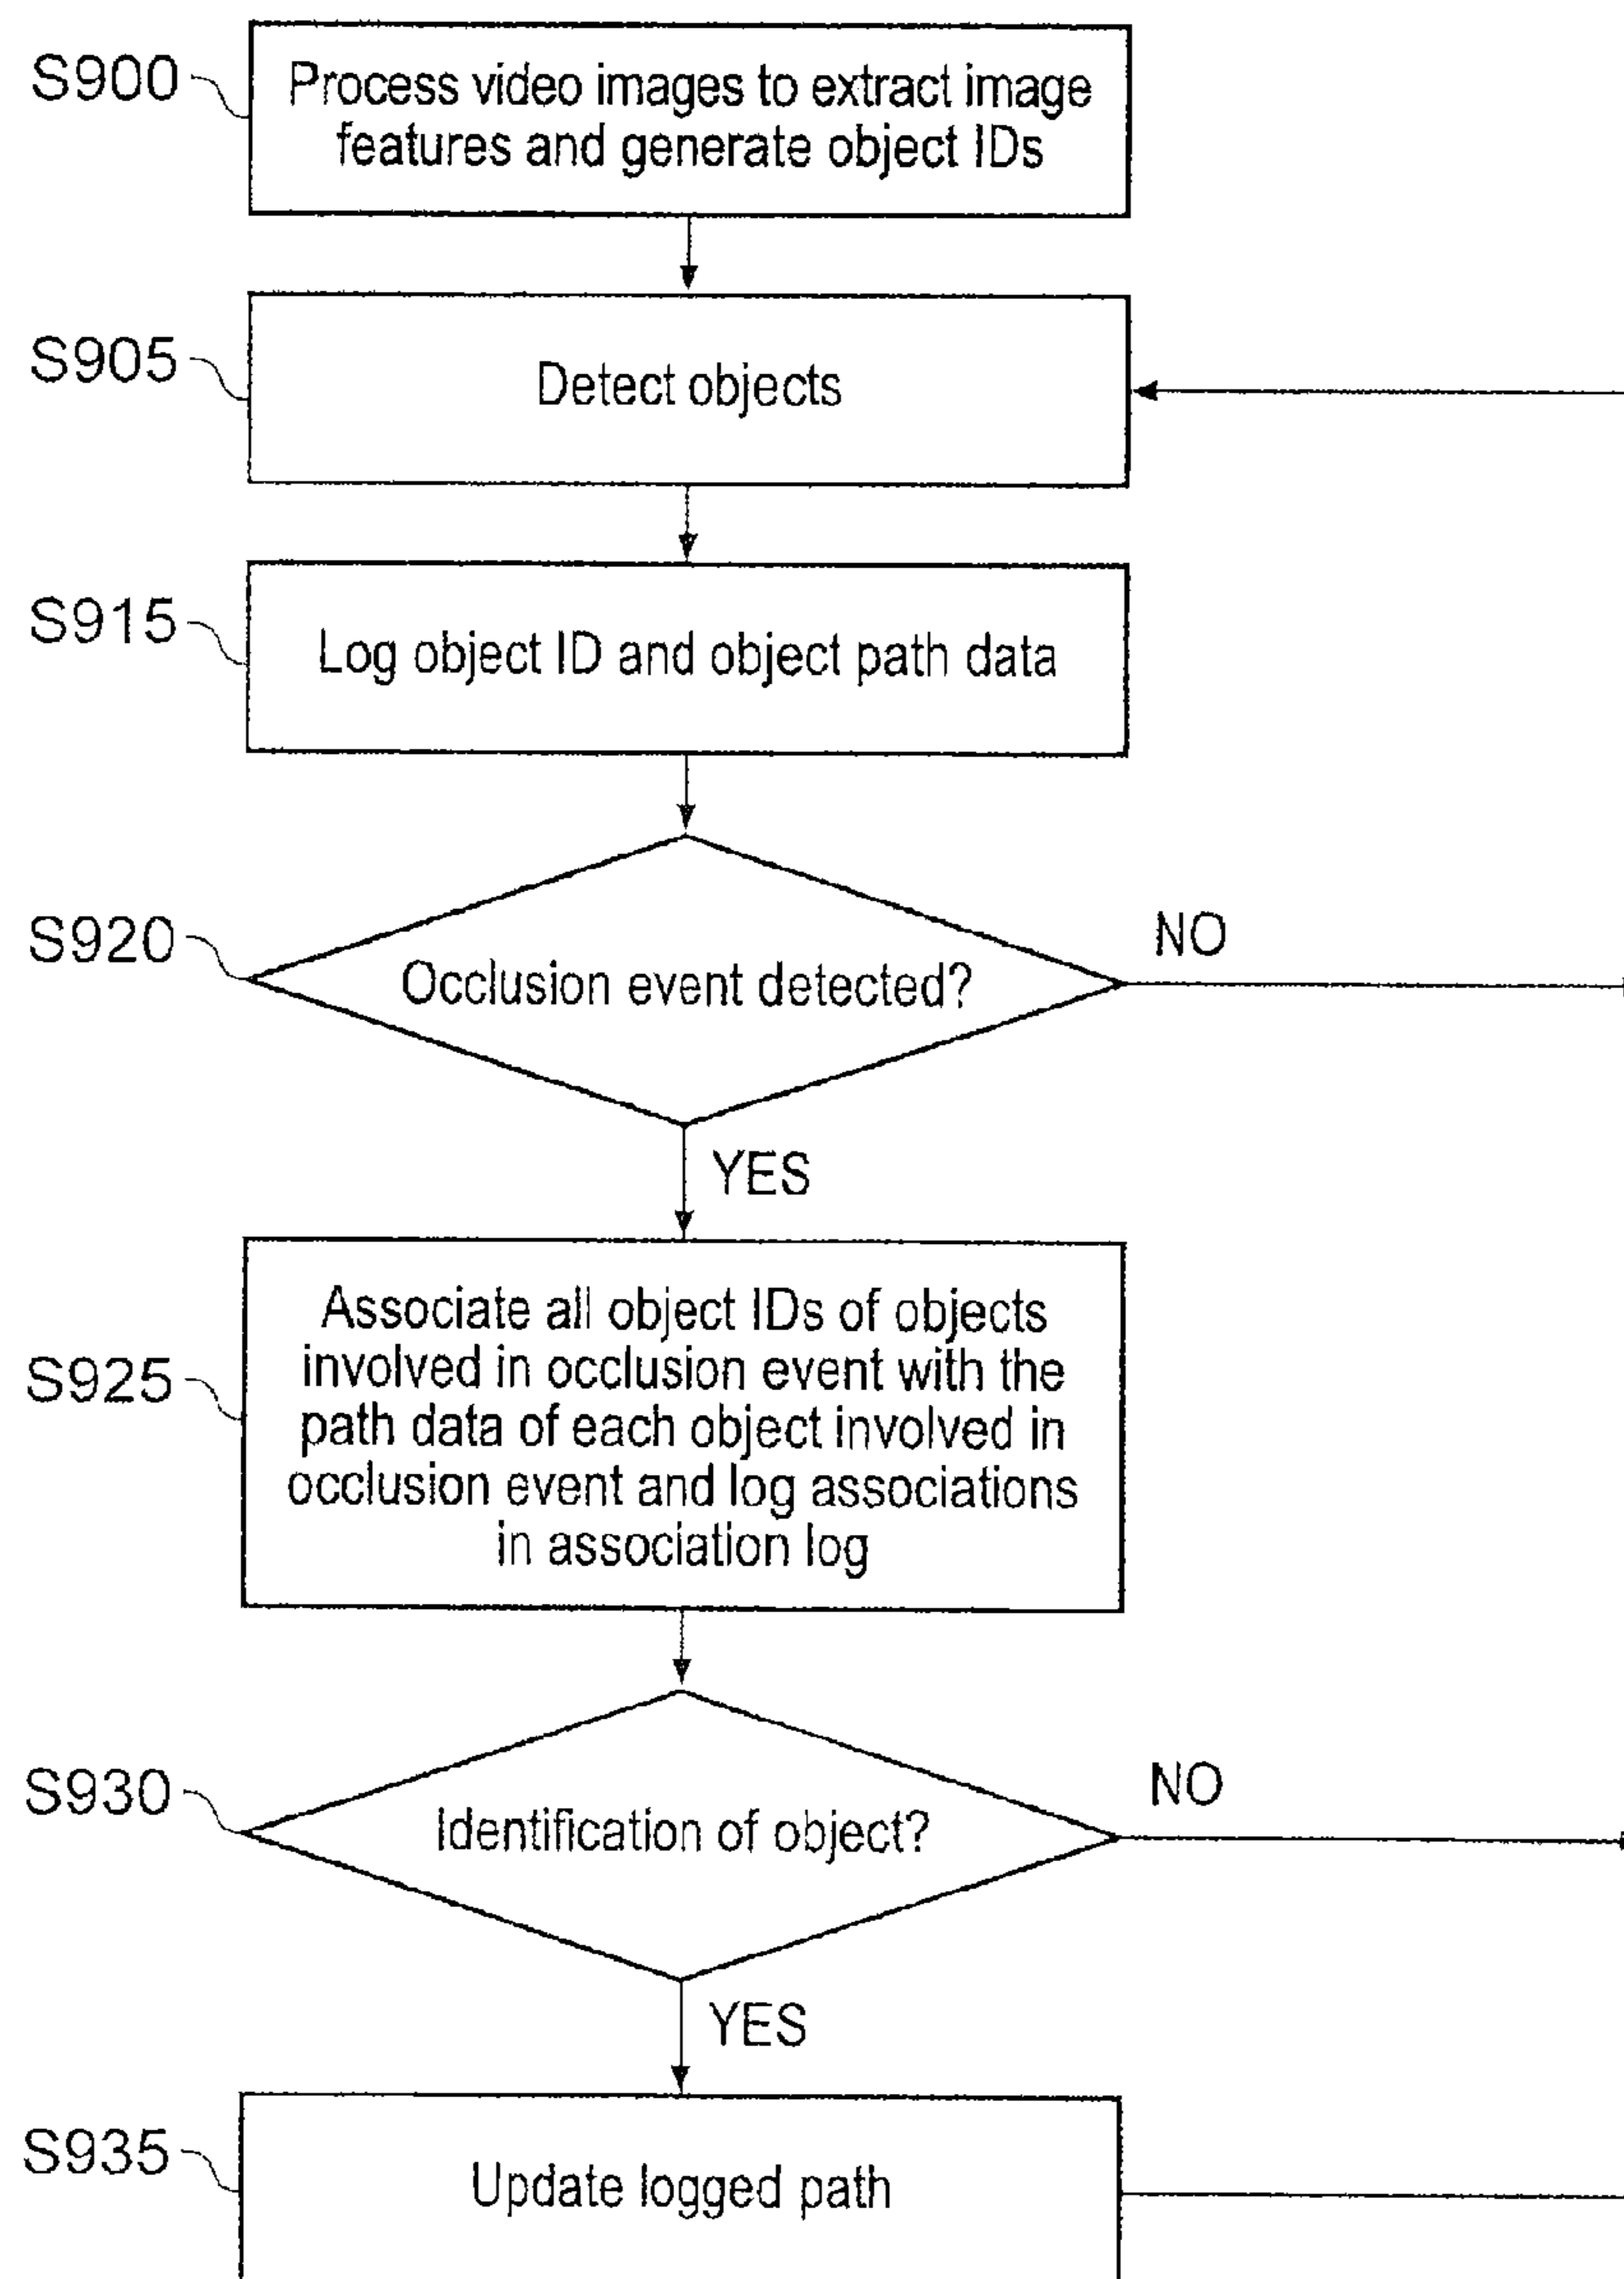 S900
Process video images to extract image
features and generate object IDs
S905
Detect objects
S915
Log object ID and object path data
S920
Occlusion event detected?
NO
YES
S925
Associate all object IDs of objects
involved in occlusion event with the
path data of each object involved in
occlusion event and log associations
in association log
S930
Identification of object?
NO
YES
S935
Update logged path